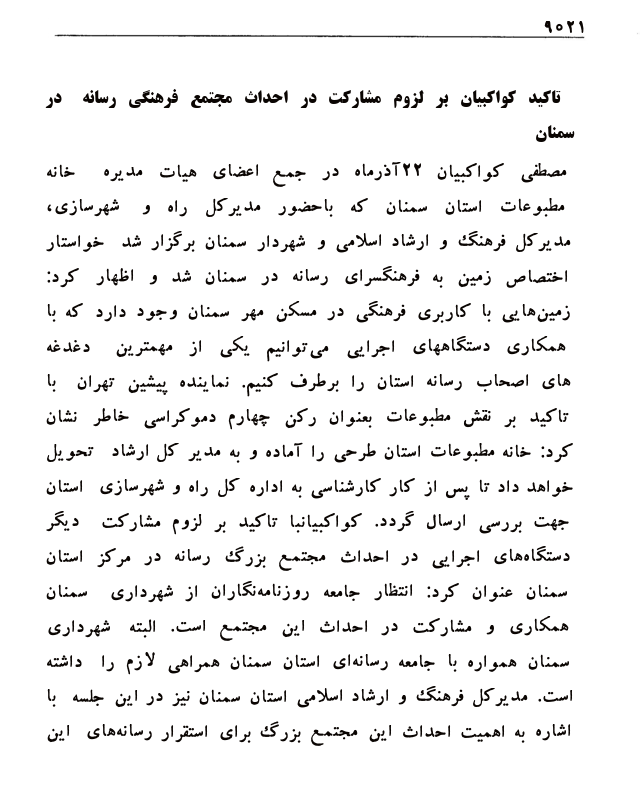 ۹۰۲۱
تاکید کواکبیان بر لزوم مشارکت در احداث مجتمع فرهنگی رسانه در
سمنان
مصطفی کواکبیان ۲۲آذرماه در جمع اعضای هیات مدیره خانه
مطبوعات استان سمنان که باحضور مدیرکل راه و شهرسازی،
مدیرکل فرهنگ و ارشاد اسلامی و شهردار سمنان برگزار شد خواستار
اختصاص زمین به فرهنگسرای رسانه در سمنان شد و اظهار کرد:
زمین‌هایی با کاربری فرهنگی در مسکن مهر سمنان وجود دارد که با
همکاری دستگاههای اجرایی می‌توانیم یکی از مهمترین دغدغه
های اصحاب رسانه استان را برطرف کنیم. نماینده پیشین تهران با
تاکید بر نقش مطبوعات بعنوان رکن چهارم دموکراسی خاطر نشان
کرد: خانه مطبوعات استان طرحی را آماده و به مدیر کل ارشاد تحویل
خواهد داد تا پس از کار کارشناسی به اداره کل راه و شهرسازی استان
جهت بررسی ارسال گردد. کواکبیانبا تاکید بر لزوم مشارکت دیگر
دستگاه‌های اجرایی در احداث مجتمع بزرگ رسانه در مرکز استان
سمنان عنوان کرد: انتظار جامعه روزنامه‌نگاران از شهرداری سمنان
همکاری و مشارکت در احداث این مجتمع است. البته شهرداری
سمنان همواره با جامعه رسانه‌ای استان سمنان همراهی لازم را داشته
است. مدیرکل فرهنگ و ارشاد اسلامی استان سمنان نیز در این جلسه با
اشاره به اهمیت احداث این مجتمع بزرگ برای استقرار رسانه‌های این